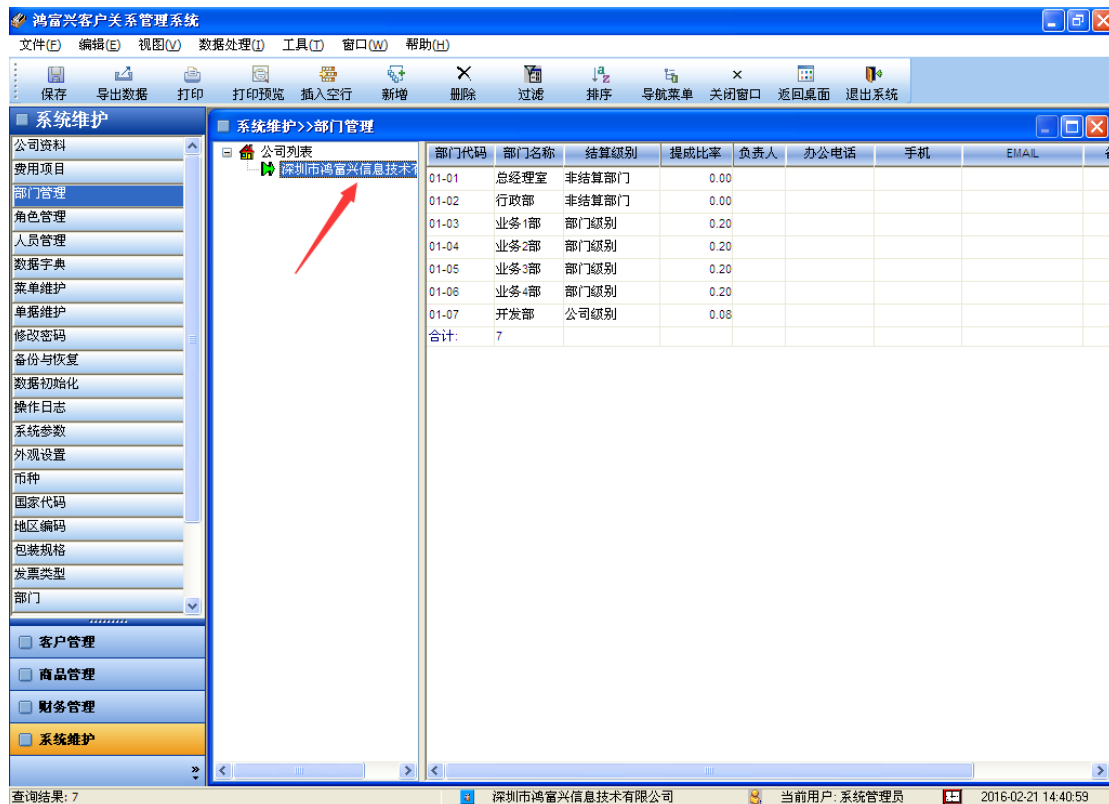 鸿富兴客户关系管理系统
文件(F) 编辑(E) 视图(V) 数据处理(I) 工具(T) 窗口(W) 帮助(H)
保存 导出数据 打印 打印预览 插入空行 新增 删除 过滤 排序 导航菜单 关闭窗口 返回桌面 退出系统
系统维护
公司资料
费用项目
部门管理
角色管理
人员管理
数据字典
菜单维护
单据维护
修改密码
备份与恢复
数据初始化
操作日志
系统参数
外观设置
币种
国家代码
地区编码
包装规格
发票类型
部门
客户管理
商品管理
财务管理
系统维护
系统维护>>部门管理
公司列表
深圳市鸿富兴信息技术
部门代码 部门名称 结算级别 提成比率 负责人 办公电话 手机 EMAIL
01-01 总经理室 非结算部门 0.00
01-02 行政部 非结算部门 0.00
01-03 业务1部 部门级别 0.20
01-04 业务2部 部门级别 0.20
01-05 业务3部 部门级别 0.20
01-06 业务4部 部门级别 0.20
01-07 开发部 公司级别 0.08
合计: 7
查询结果: 7 深圳市鸿富兴信息技术有限公司 当前用户: 系统管理员 2016-02-21 14:40:59